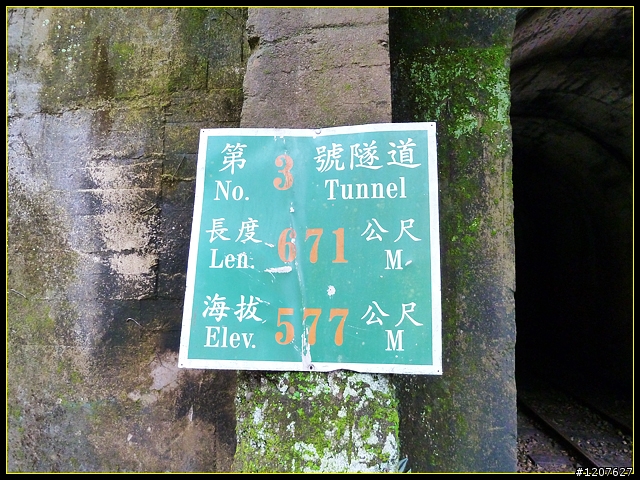 第 3 號隧道
No. Tunnel
長度 671 公尺
Len. M
海拔 577 公尺
Elev. M
#1207627